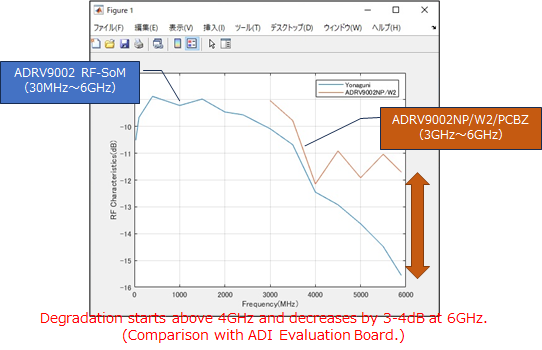 Figure 1
ファイル(F) 編集(E) 表示(V) 挿入(I) ツール(T) デスクトップ(D) ウィンドウ(W) ヘルプ(H)
ADRV9002 RF-SoM
(30MHz～6GHz)
Yonaguni
ADRV9002NP/W2
ADRV9002NP/W2/PCBZ
(3GHz～6GHz)
RF Characteristics(dB)
-9
-10
-11
-12
-13
-14
-15
-16
0 1000 2000 3000 4000 5000 6000
Frequency(MHz)
Degradation starts above 4GHz and decreases by 3-4dB at 6GHz.
(Comparison with ADI Evaluation Board.)